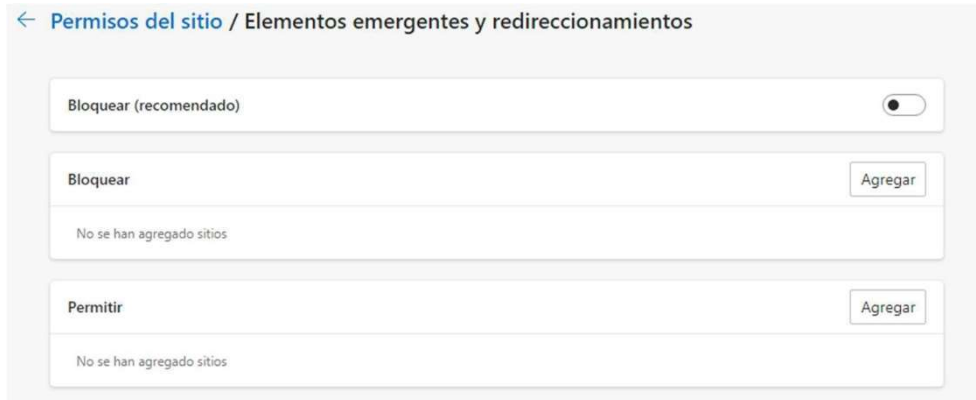 Permisos del sitio / Elementos emergentes y redireccionamientos
Bloquear (recomendado)
Bloquear
Agregar
No se han agregado sitios
Permitir
Agregar
No se han agregado sitios